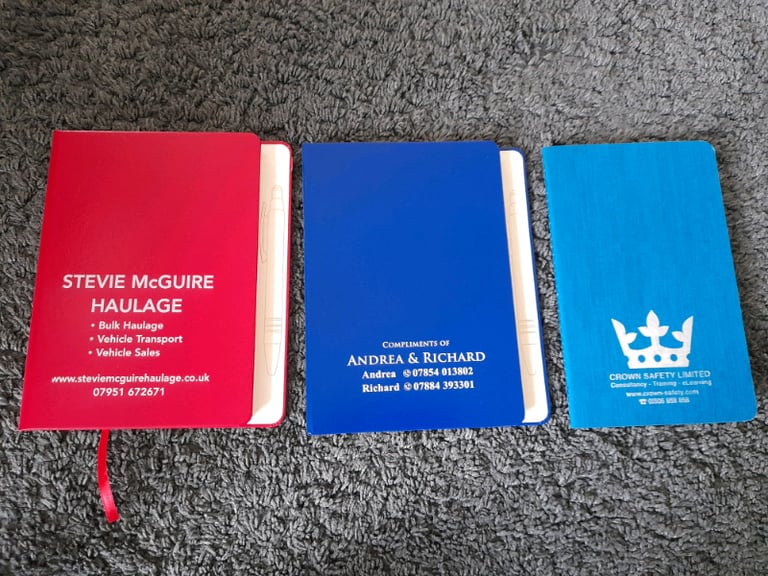 STEVIE McGUIRE
HAULAGE
• Bulk Haulage
• Vehicle Transport
• Vehicle Sales
www.steviemcguirehaulage.co.uk
07951 672671
COMPLIMENTS OF
ANDREA & RICHARD
Andrea 07854 013802
Richard 07884 393301
CROWN SAFETY LIMITED
Consultancy - Training - eLearning
www.crown-safety.com